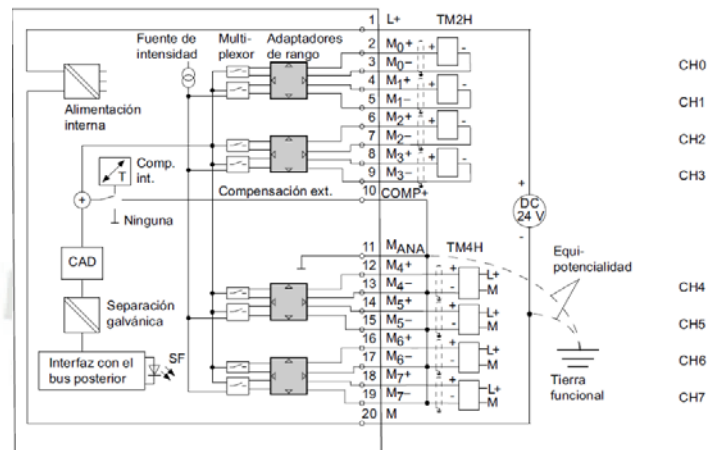 1 L+ TM2H
Fuente de intensidad
Multi-plexor
Adaptadores de rango
2 M0+ +
3 M0− - CH0
4 M1+ +
5 M1− - CH1
6 M2+ +
7 M2− - CH2
8 M3+ +
9 M3− - CH3
Alimentación
interna
Comp.
int.
T
10 COMP+
Compensación ext.
+
Ninguna
+
DC
24 V
-
11 MANA TM4H
CAD
Equi-
potencialidad
12 M4+ + L+
13 M4− - M CH4
14 M5+ + L+
15 M5− - M CH5
Separación
galvánica
16 M6+ + L+
17 M6− - M CH6
18 M7+ + L+
19 M7− - M CH7
Interfaz con el
bus posterior
SF
Tierra
funcional
20 M